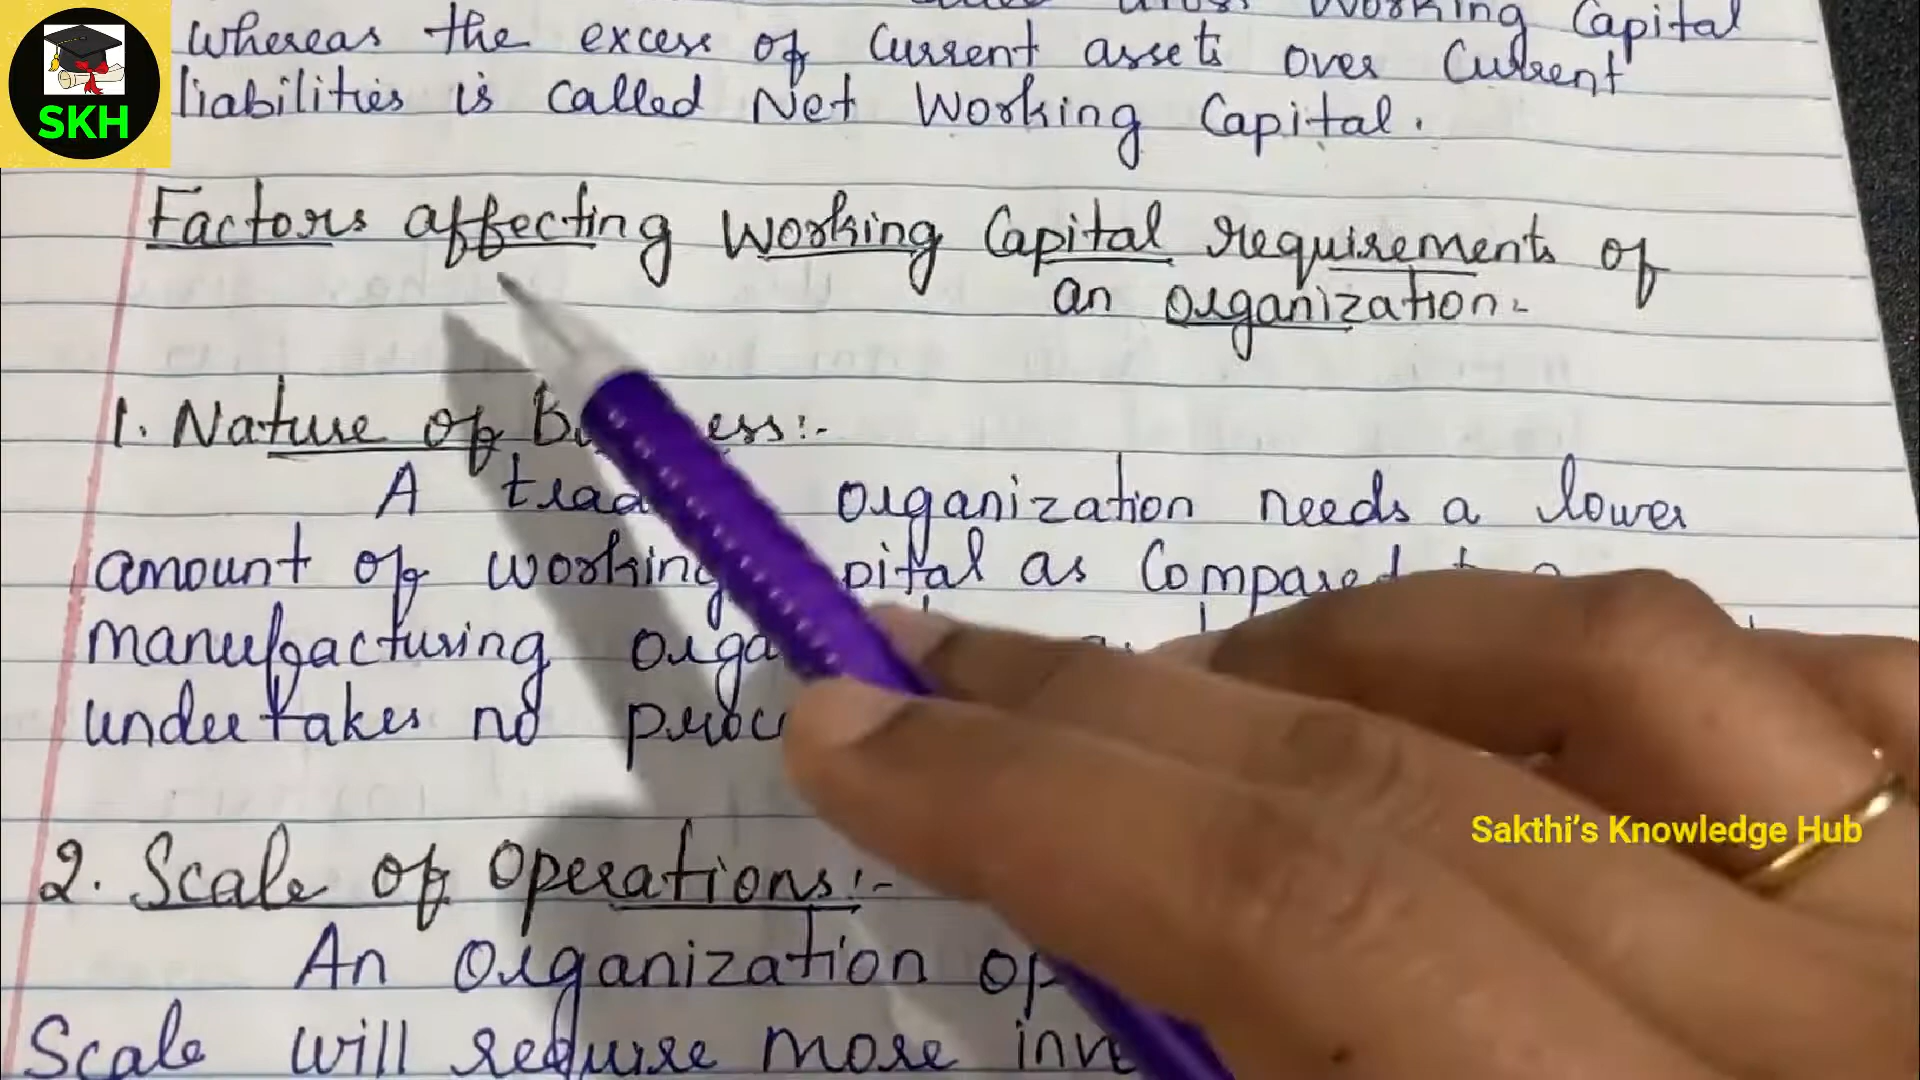 Working Capital
SKH
whereas the excess of Current assets over Current
liabilities is called Net Working Capital.
Factors affecting Working Capital requirements of
an organization.
1. Nature of
A organization needs a lower
amount of working as
manufacturing
undertakes no
2. Scale of Operations:-
An Organization
Scale will require more
Sakthi's Knowledge Hub